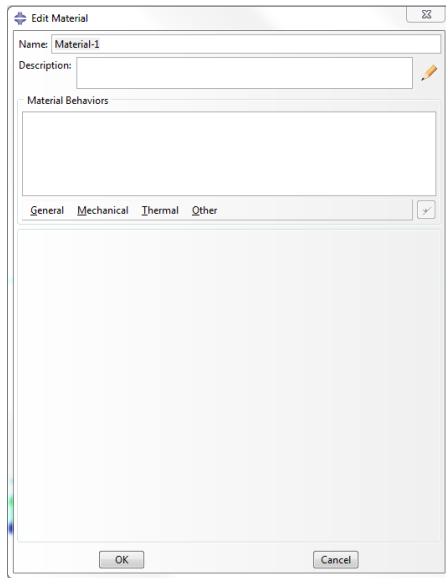 Edit Material
Name: Material-1
Description:
Material Behaviors
General Mechanical Thermal Other
OK Cancel